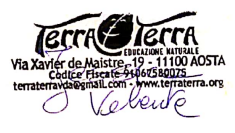 Terra Terra
EDUCAZIONE NATURALE
Via Xavier de Maistre, 19 - 11100 AOSTA
Codice Fiscale 91067580075
terraterravda@gmail.com - www.terraterra.org
Valente